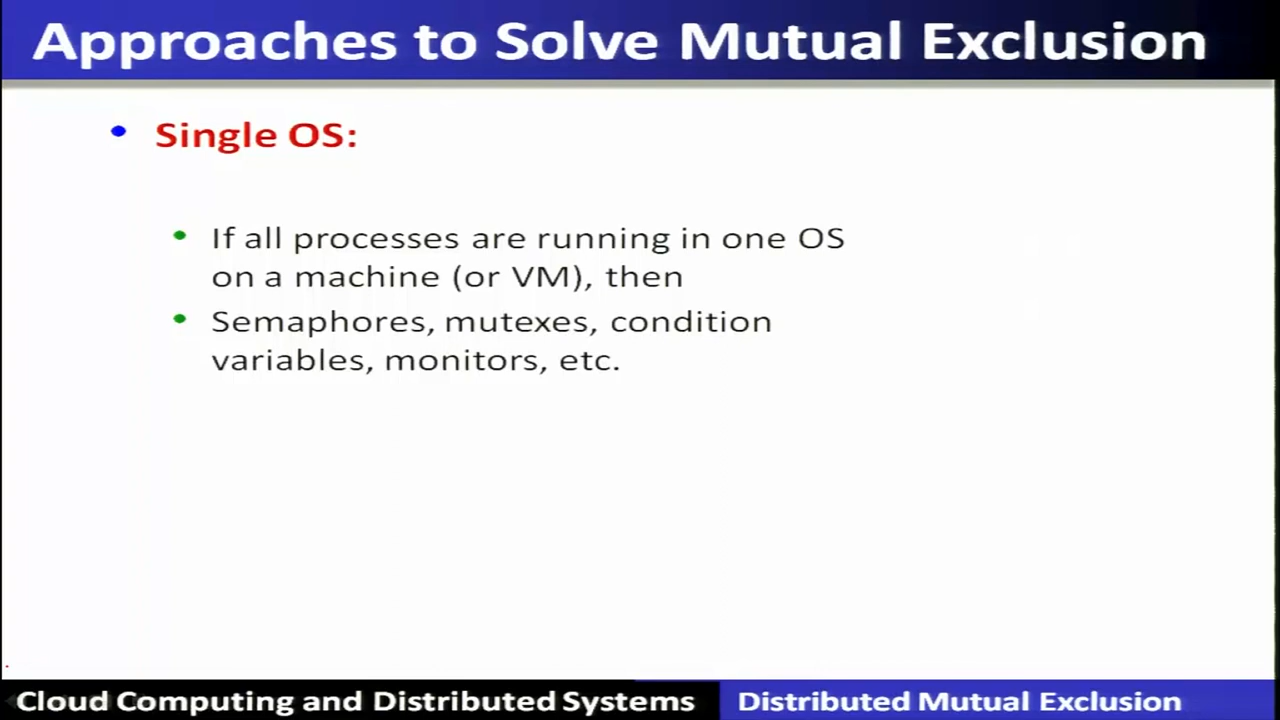 Approaches to Solve Mutual Exclusion
• Single OS:
• If all processes are running in one OS
on a machine (or VM), then
• Semaphores, mutexes, condition
variables, monitors, etc.
Cloud Computing and Distributed Systems
Distributed Mutual Exclusion